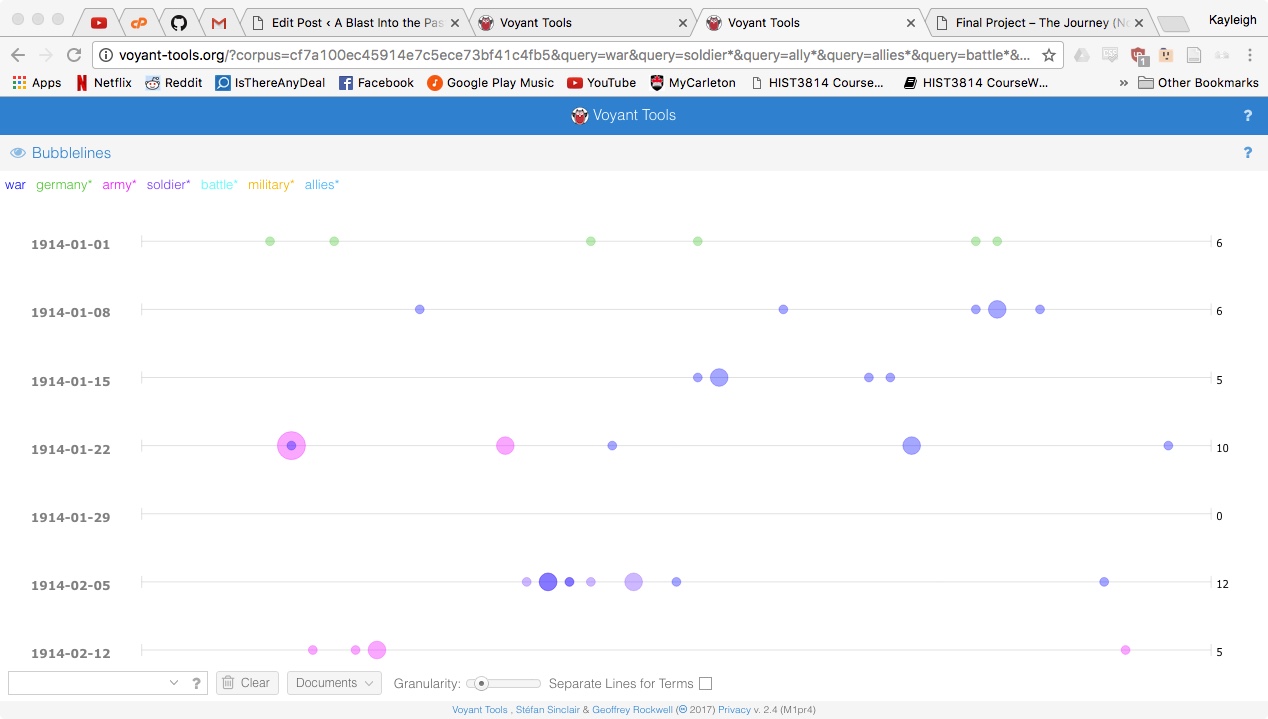 Edit Post ‹ A Blast Into the Pas
Voyant Tools
Voyant Tools
Final Project – The Journey (No
Kayleigh
voyant-tools.org/?corpus=cf7a100ec45914e7c5ece73bf41c4fb5&query=war&query=soldier*&query=ally*&query=allies*&query=battle*&...
Apps Netflix Reddit IsThereAnyDeal Facebook Google Play Music YouTube MyCarleton HIST3814 Course... HIST3814 CourseW... » Other Bookmarks
Voyant Tools ?
Bubblelines ?
war germany* army* soldier* battle* military* allies*
1914-01-01 6
1914-01-08 6
1914-01-15 5
1914-01-22 10
1914-01-29 0
1914-02-05 12
1914-02-12 5
? Clear Documents Granularity: Separate Lines for Terms
Voyant Tools , Stéfan Sinclair & Geoffrey Rockwell (© 2017) Privacy v. 2.4 (M1pr4)